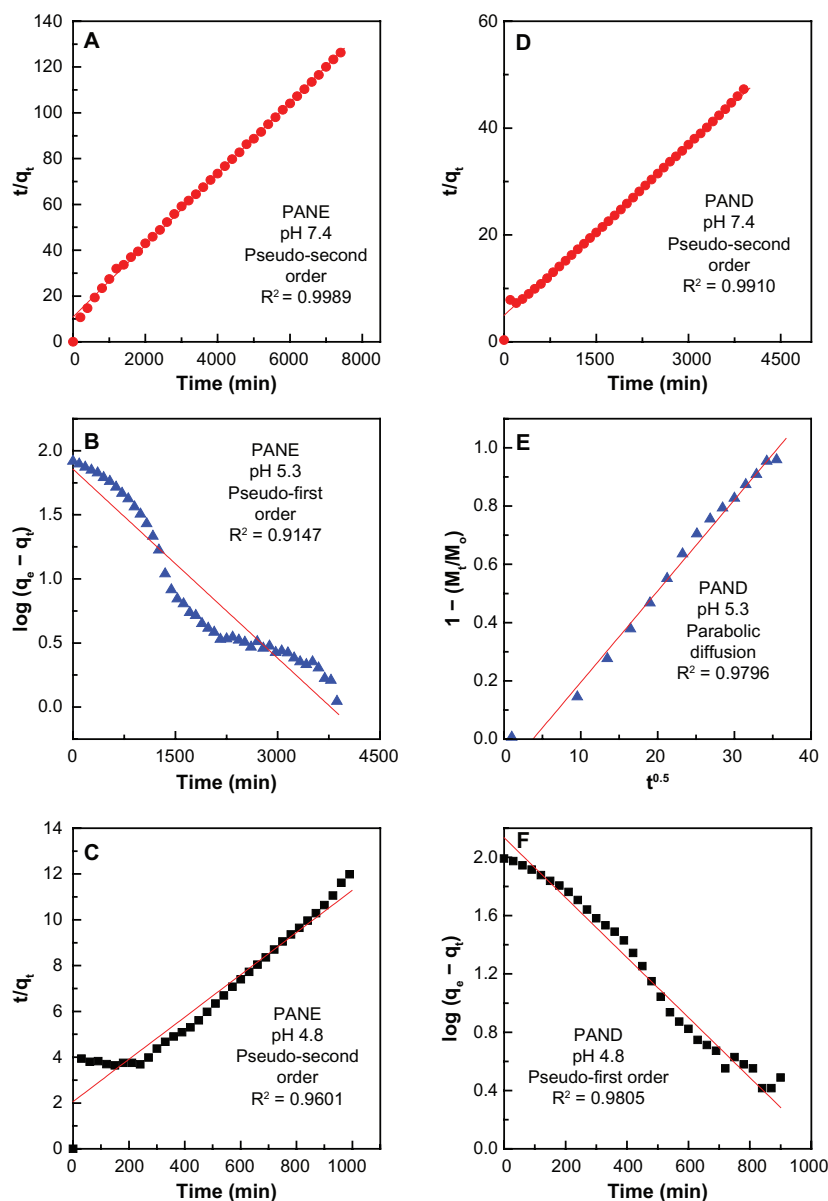 A
t/qt
140
120
100
80
60
40
20
0
PANE
pH 7.4
Pseudo-second
order
R² = 0.9989
0 2000 4000 6000 8000
Time (min)
D
t/qt
60
40
20
0
PAND
pH 7.4
Pseudo-second
order
R² = 0.9910
0 1500 3000 4500
Time (min)
B
log (qe − qt)
2.0
1.5
1.0
0.5
0.0
PANE
pH 5.3
Pseudo-first
order
R² = 0.9147
0 1500 3000 4500
Time (min)
E
1 − (Mt/Mo)
1.0
0.8
0.6
0.4
0.2
0.0
PAND
pH 5.3
Parabolic
diffusion
R² = 0.9796
0 10 20 30 40
t0.5
C
t/qt
14
12
10
8
6
4
2
0
PANE
pH 4.8
Pseudo-second
order
R² = 0.9601
0 200 400 600 800 1000
Time (min)
F
log (qe − qt)
2.0
1.6
1.2
0.8
0.4
0.0
PAND
pH 4.8
Pseudo-first order
R² = 0.9805
0 200 400 600 800 1000
Time (min)